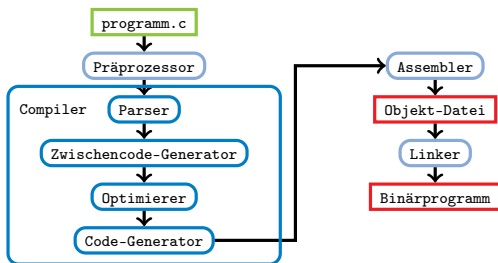 programm.c
Präprozessor
Compiler
Parser
Zwischencode-Generator
Optimierer
Code-Generator
Assembler
Objekt-Datei
Linker
Binärprogramm